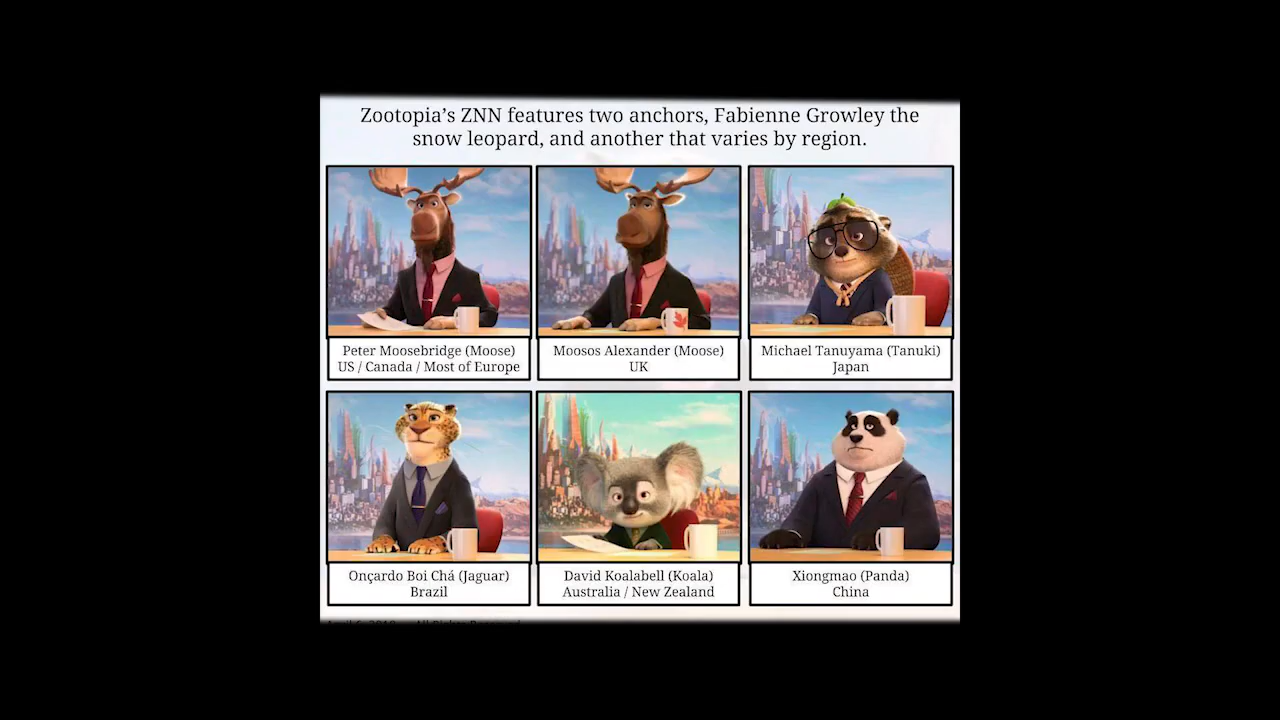 Zootopia’s ZNN features two anchors, Fabienne Growley the
snow leopard, and another that varies by region.
Peter Moosebridge (Moose)
US / Canada / Most of Europe
Moosos Alexander (Moose)
UK
Michael Tanuyama (Tanuki)
Japan
Onçardo Boi Chá (Jaguar)
Brazil
David Koalabell (Koala)
Australia / New Zealand
Xiongmao (Panda)
China